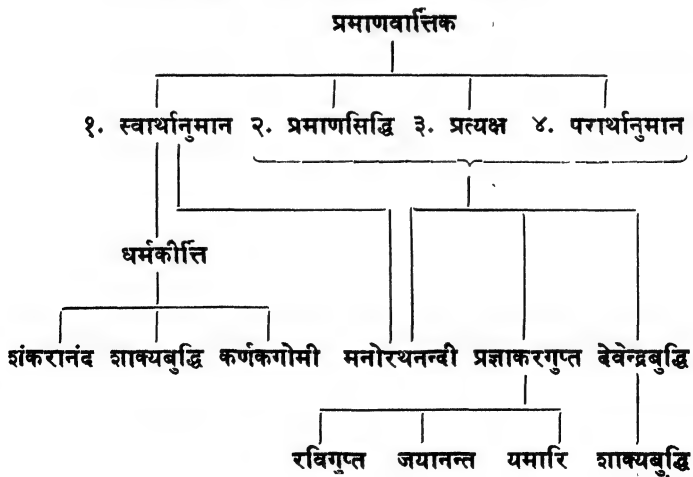 प्रमाणवार्त्तिक
१. स्वार्थानुमान २. प्रमाणसिद्धि ३. प्रत्यक्ष ४. परार्थानुमान
धर्मकीर्त्ति
शंकरानंद शाक्यबुद्धि कर्णकगोमी मनोरथनन्दी प्रज्ञाकरगुप्त देवेन्द्रबुद्धि
रविगुप्त जयानन्त यमारि शाक्यबुद्धि